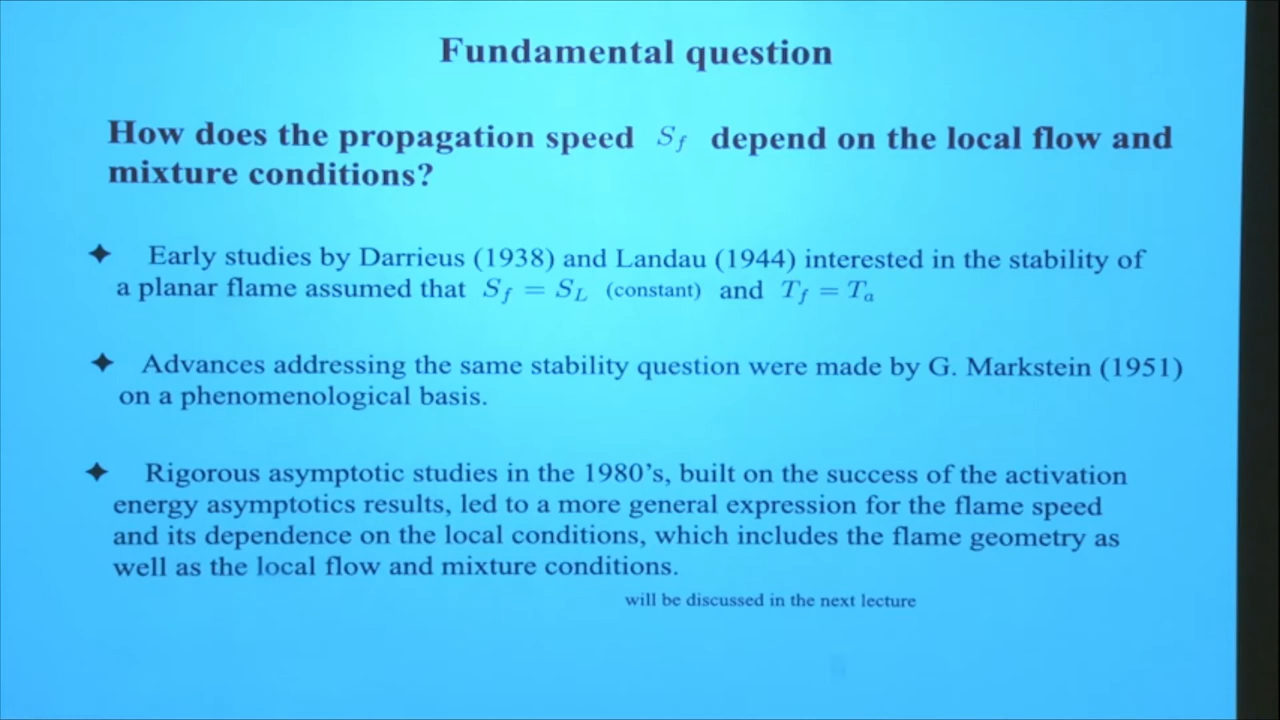 Fundamental question
How does the propagation speed S_f depend on the local flow and
mixture conditions?
✦ Early studies by Darrieus (1938) and Landau (1944) interested in the stability of
a planar flame assumed that S_f = S_L (constant) and T_f = T_a
✦ Advances addressing the same stability question were made by G. Markstein (1951)
on a phenomenological basis.
✦ Rigorous asymptotic studies in the 1980's, built on the success of the activation
energy asymptotics results, led to a more general expression for the flame speed
and its dependence on the local conditions, which includes the flame geometry as
well as the local flow and mixture conditions.
will be discussed in the next lecture